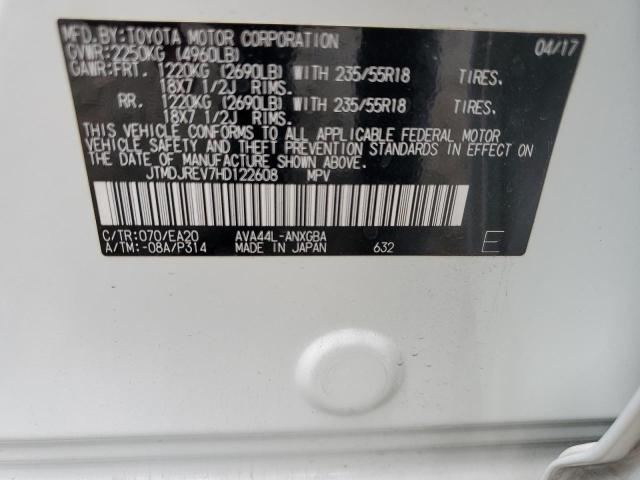 MFD.BY:TOYOTA MOTOR CORPORATION 04/17
GVWR:2250KG (4960LB)
GAWR:FRT. 1220KG (2690LB) WITH 235/55R18 TIRES.
18X7 1/2J RIMS.
RR. 1220KG (2690LB) WITH 235/55R18 TIRES.
18X7 1/2J RIMS.
THIS VEHICLE CONFORMS TO ALL APPLICABLE FEDERAL MOTOR
VEHICLE SAFETY AND THEFT PREVENTION STANDARDS IN EFFECT ON
THE DATE OF MANUFACTURE SHOWN ABOVE.
JTMDJREV7HD122608 MPV
C/TR:070/EA20 AVA44L-ANXGBA
A/TM:-08A/P314 MADE IN JAPAN 632 E